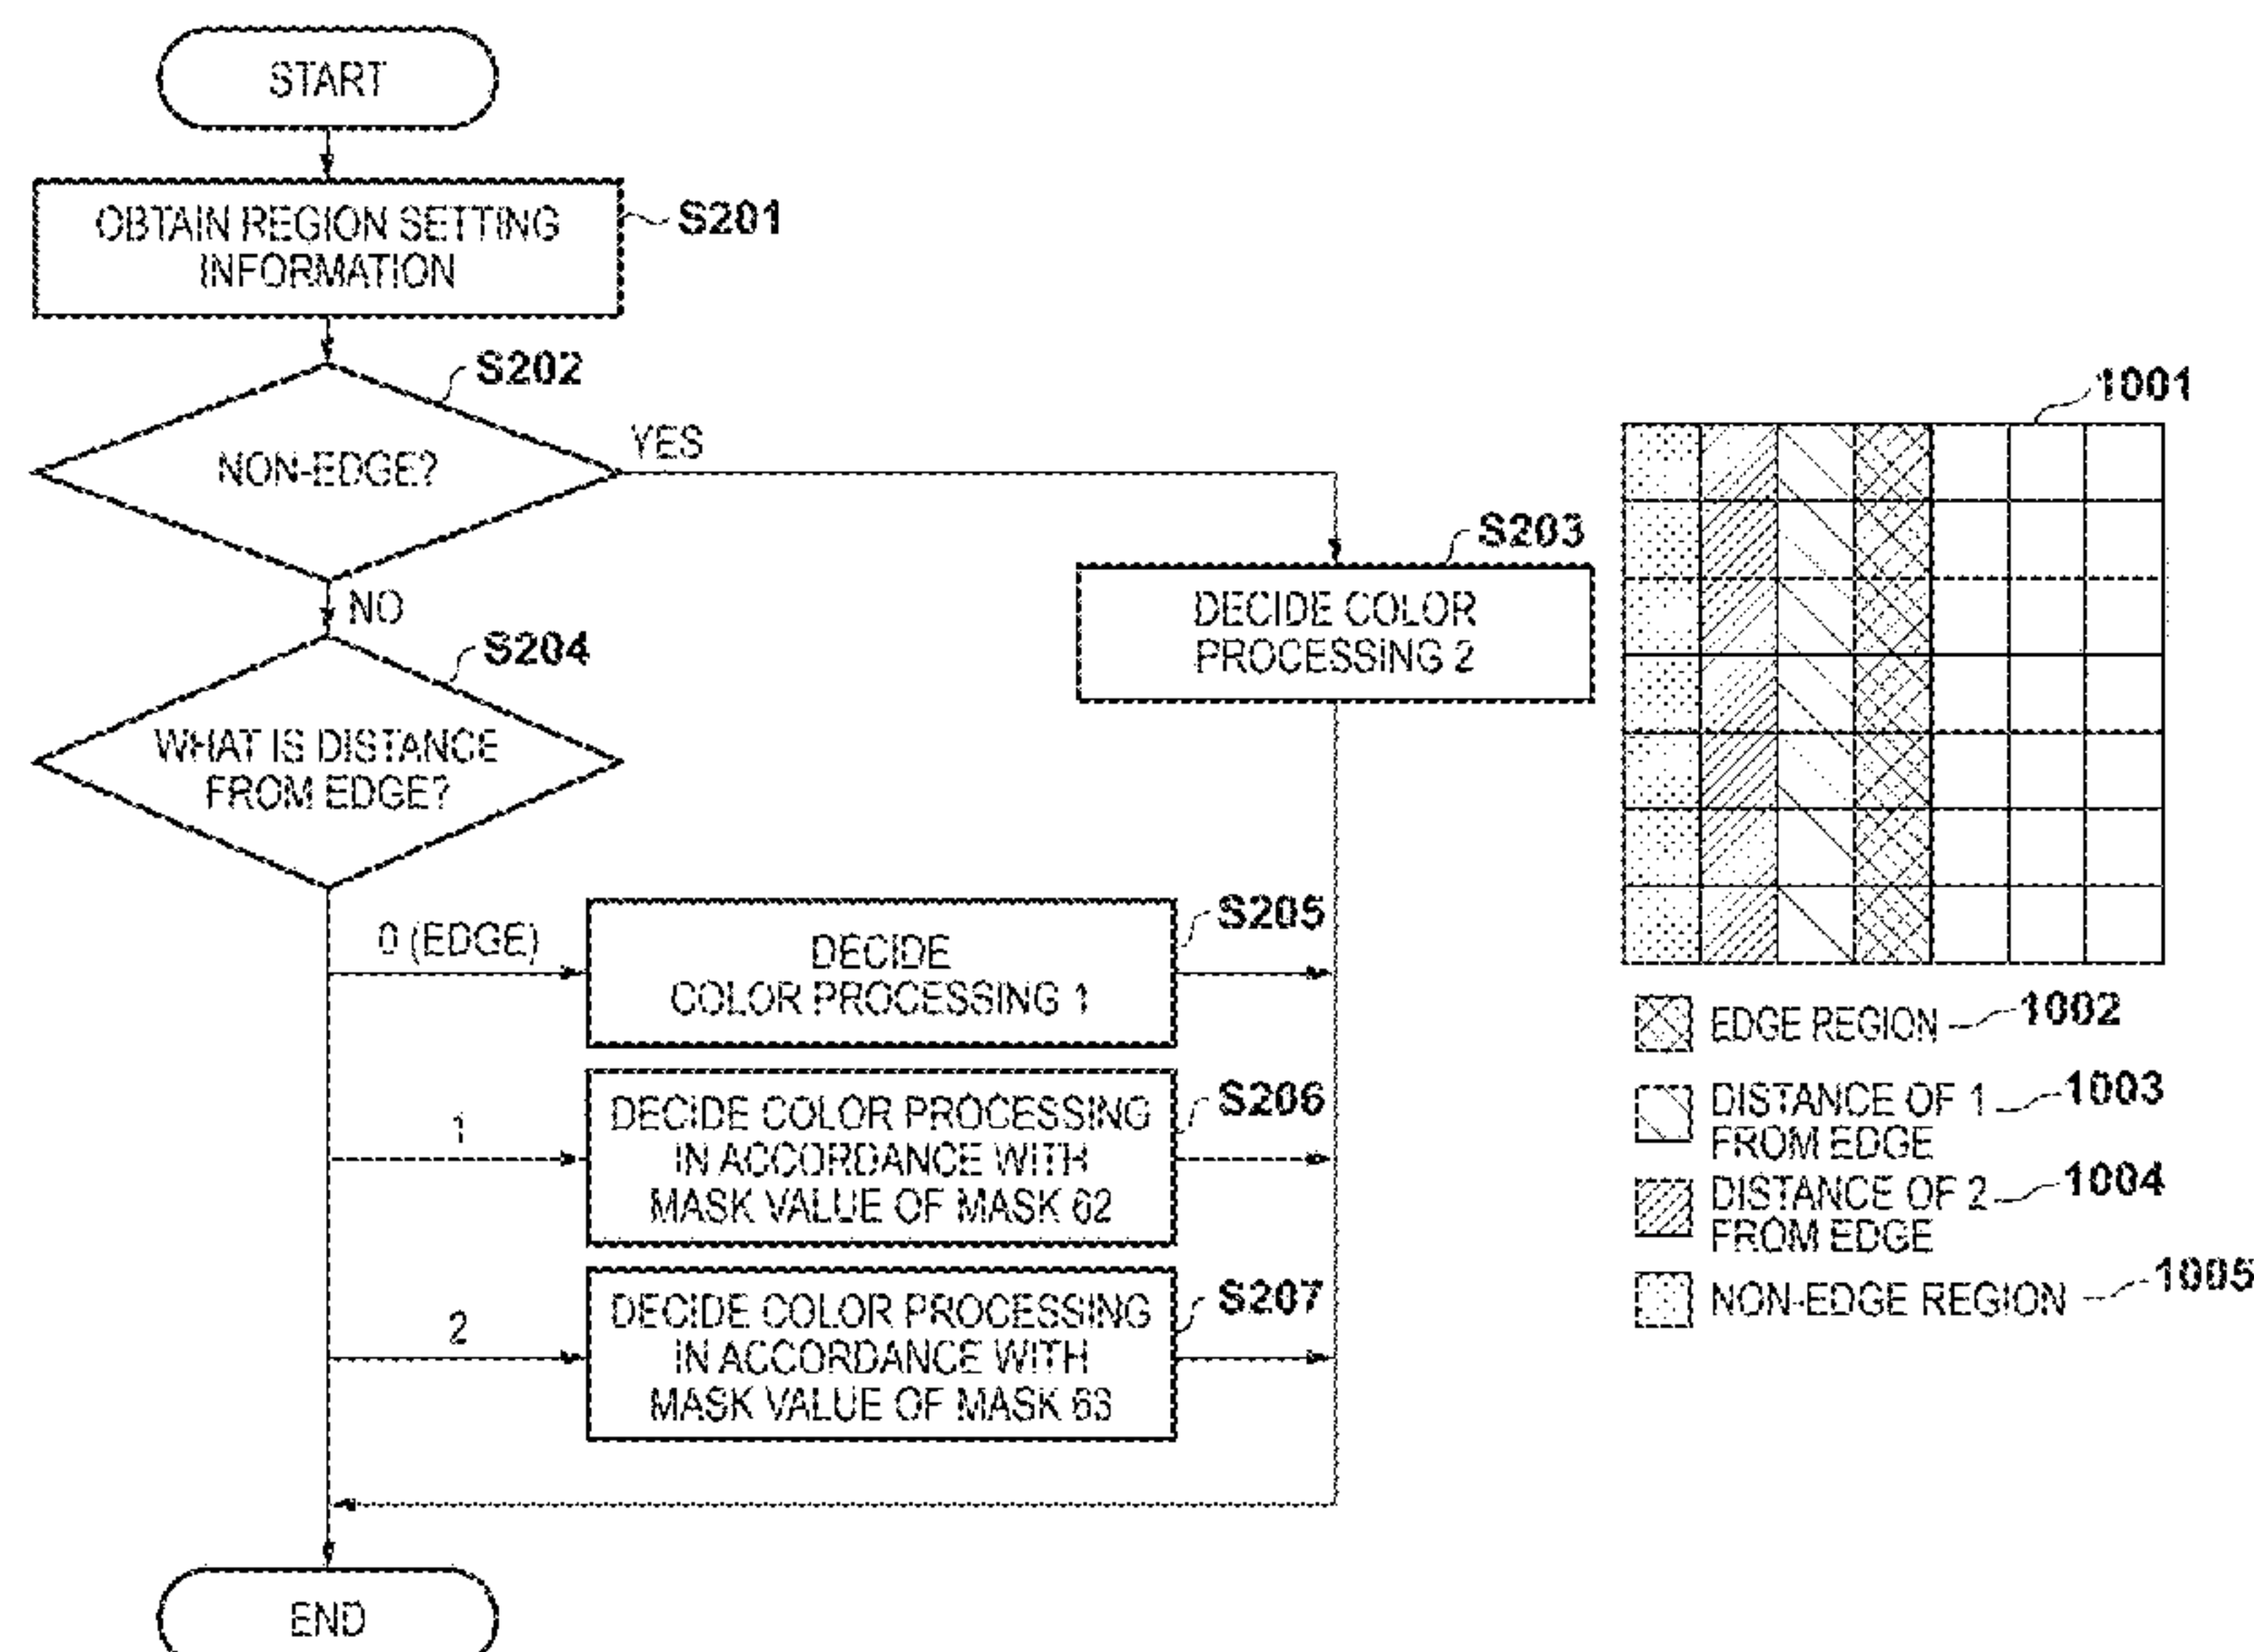 START
OBTAIN REGION SETTING
INFORMATION
S201
S202
NON-EDGE?
YES
NO
S203
DECIDE COLOR
PROCESSING 2
S204
WHAT IS DISTANCE
FROM EDGE?
0 (EDGE)
DECIDE
COLOR PROCESSING 1
S205
1
DECIDE COLOR PROCESSING
IN ACCORDANCE WITH
MASK VALUE OF MASK 62
S206
2
DECIDE COLOR PROCESSING
IN ACCORDANCE WITH
MASK VALUE OF MASK 63
S207
END
1001
EDGE REGION
1002
DISTANCE OF 1
FROM EDGE
1003
DISTANCE OF 2
FROM EDGE
1004
NON-EDGE REGION
1005